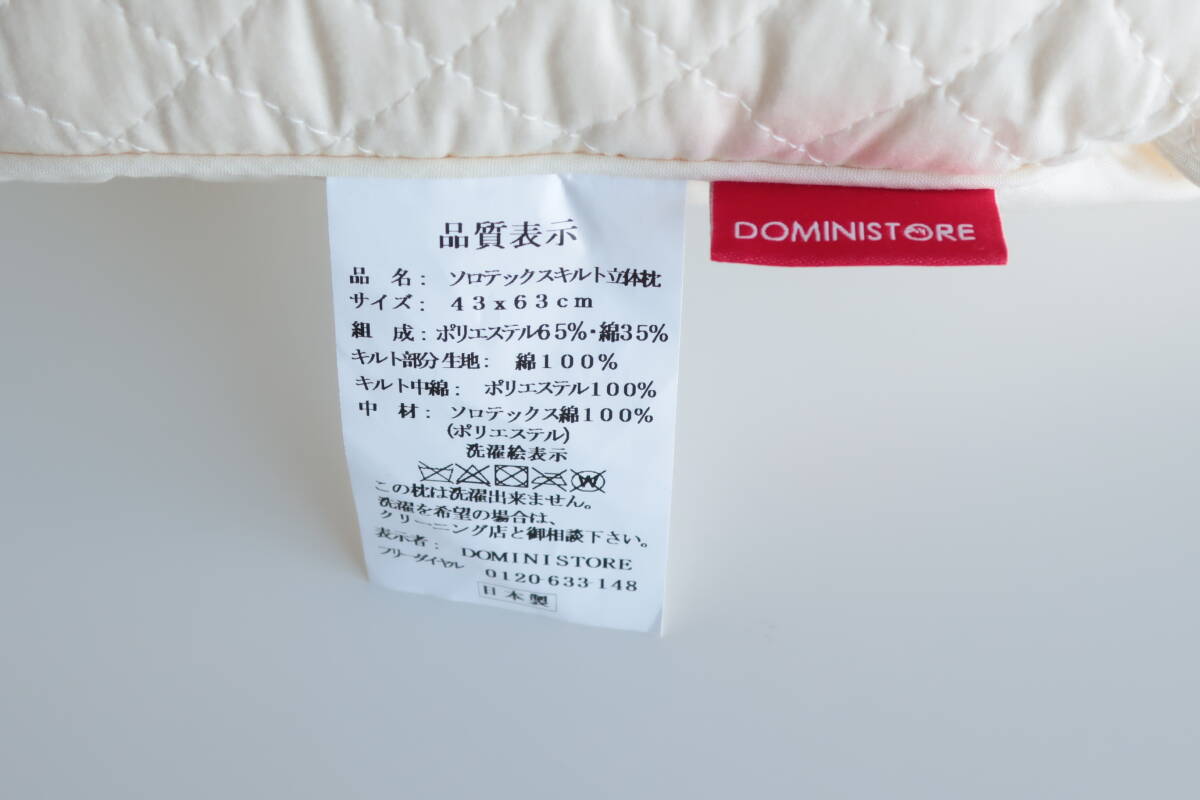 品質表示
品 名: ソロテックスキルト立体枕
サイズ: 43x63cm
組 成: ポリエステル65%・綿35%
キルト部分生地: 綿100%
キルト中綿: ポリエステル100%
中 材: ソロテックス綿100%
(ポリエステル)
洗濯絵表示
W
この枕は洗濯出来ません。
洗濯を希望の場合は、
クリーニング店と御相談下さい。
表示者: DOMINISTORE
フリーダイヤル 0120-633-148
日本製
DOMINISTORE